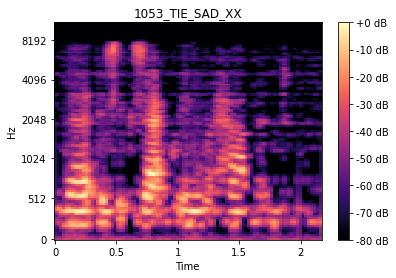 1053_TIE_SAD_XX
8192
4096
2048
1024
512
0
Hz
0
0.5
1
1.5
2
Time
+0 dB
-10 dB
-20 dB
-30 dB
-40 dB
-50 dB
-60 dB
-70 dB
-80 dB